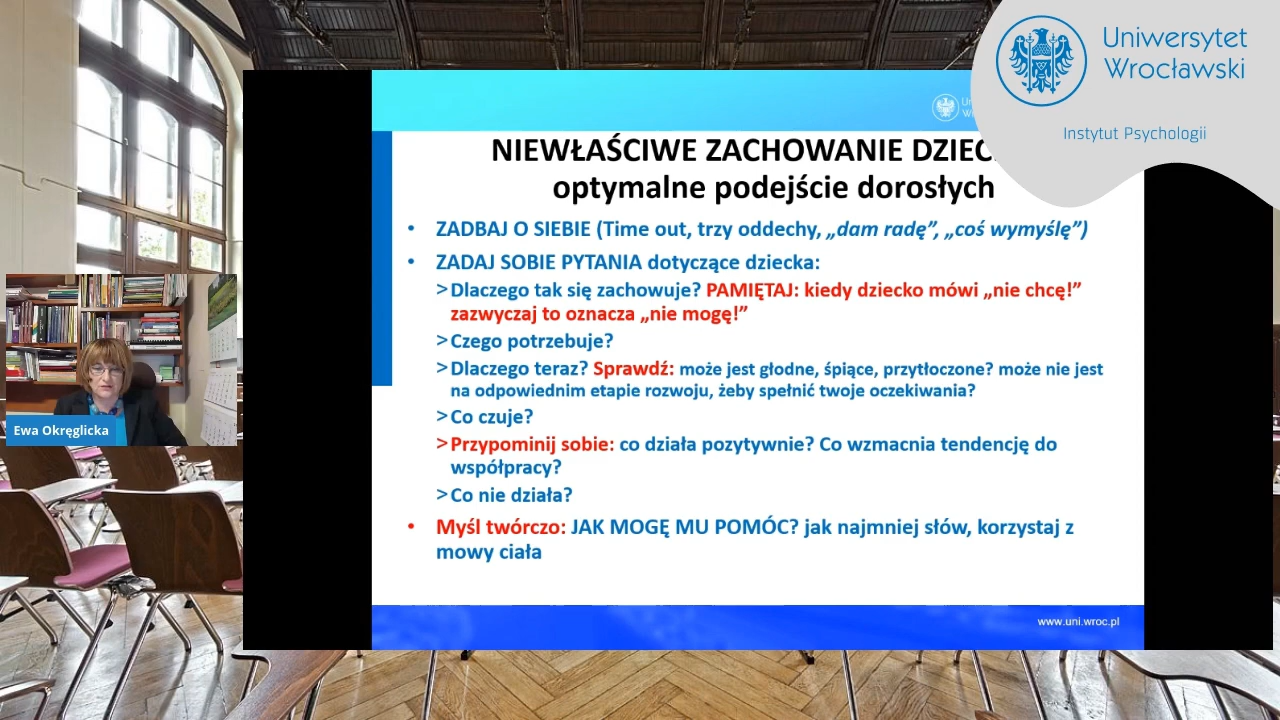 Uniwersytet
Wrocławski
Instytut Psychologii
NIEWŁAŚCIWE ZACHOWANIE
optymalne podejście dorosłych
• ZADBAJ O SIEBIE (Time out, trzy oddechy, „dam radę”, „coś wymyślę”)
• ZADAJ SOBIE PYTANIA dotyczące dziecka:
>Dlaczego tak się zachowuje? PAMIĘTAJ: kiedy dziecko mówi „nie chcę!”
zazwyczaj to oznacza „nie mogę!”
>Czego potrzebuje?
>Dlaczego teraz? Sprawdź: może jest głodne, śpiące, przytłoczone? może nie jest
na odpowiednim etapie rozwoju, żeby spełnić twoje oczekiwania?
>Co czuje?
>Przypominij sobie: co działa pozytywnie? Co wzmacnia tendencję do
współpracy?
>Co nie działa?
• Myśl twórczo: JAK MOGĘ MU POMÓC? jak najmniej słów, korzystaj z
mowy ciała
www.uni.wroc.pl
Ewa Okręglicka